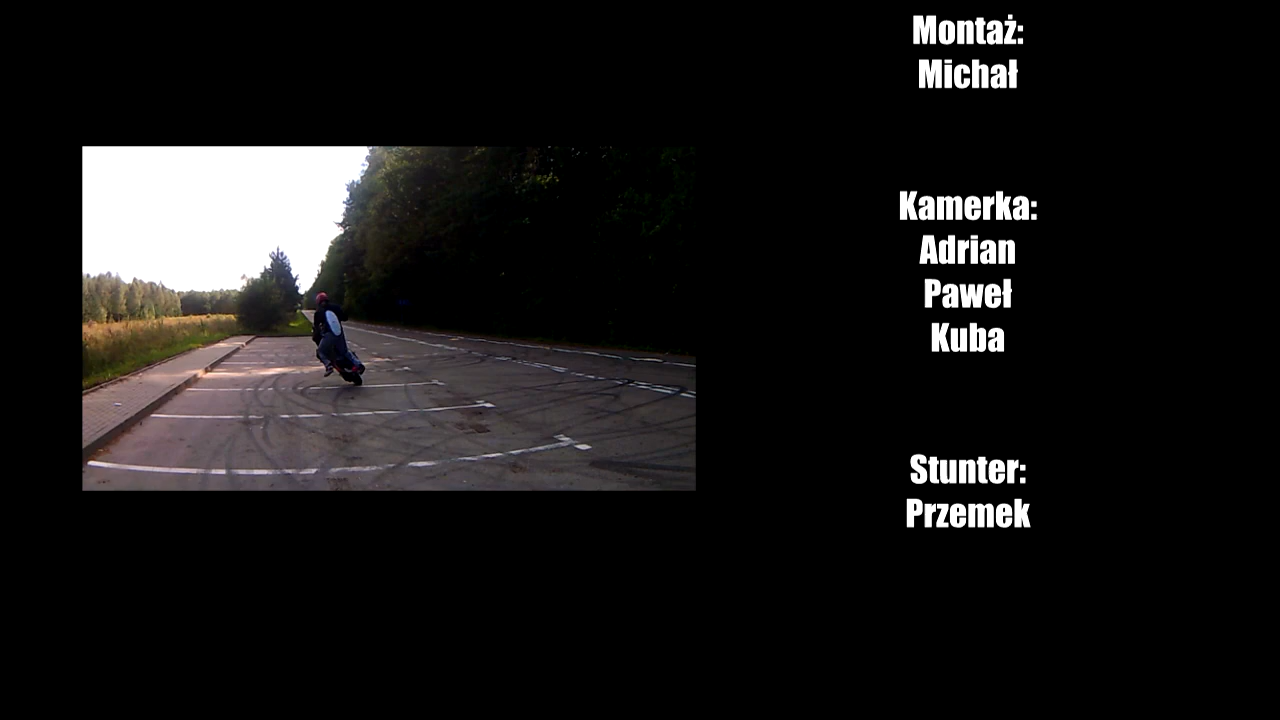 Montaż:
Michał
Kamerka:
Adrian
Paweł
Kuba
Stunter:
Przemek